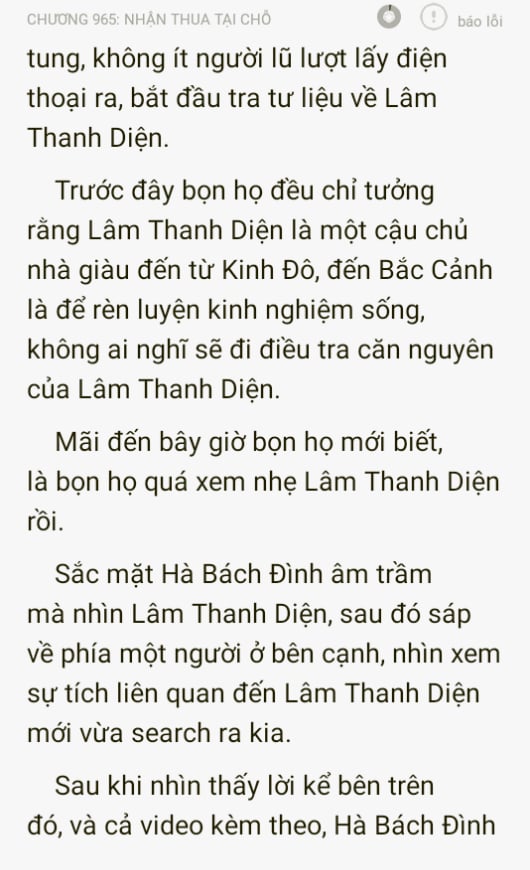 CHƯƠNG 965: NHẬN THUA TẠI CHỖ
báo lỗi
tung, không ít người lũ lượt lấy điện
thoại ra, bắt đầu tra tư liệu về Lâm
Thanh Diện.
Trước đây bọn họ đều chỉ tưởng
rằng Lâm Thanh Diện là một cậu chủ
nhà giàu đến từ Kinh Đô, đến Bắc Cảnh
là để rèn luyện kinh nghiệm sống,
không ai nghĩ sẽ đi điều tra căn nguyên
của Lâm Thanh Diện.
Mãi đến bây giờ bọn họ mới biết,
là bọn họ quá xem nhẹ Lâm Thanh Diện
rồi.
Sắc mặt Hà Bách Đình âm trầm
mà nhìn Lâm Thanh Diện, sau đó sáp
về phía một người ở bên cạnh, nhìn xem
sự tích liên quan đến Lâm Thanh Diện
mới vừa search ra kia.
Sau khi nhìn thấy lời kể bên trên
đó, và cả video kèm theo, Hà Bách Đình